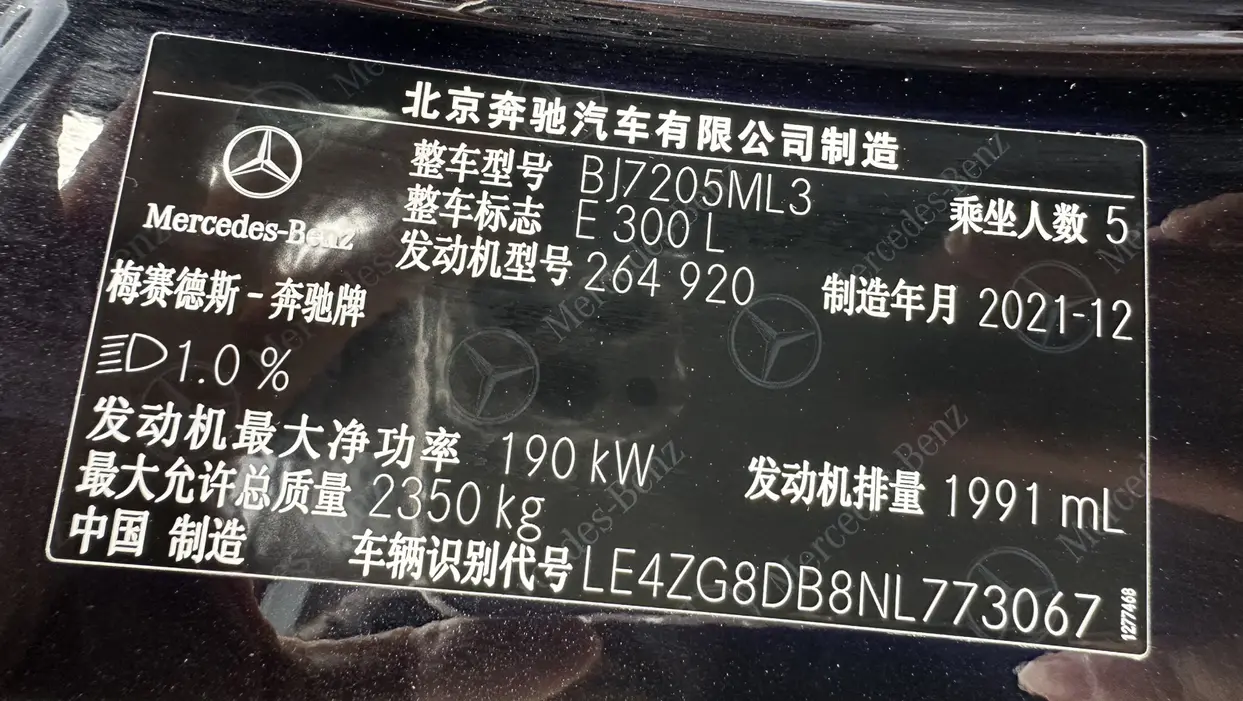 北京奔驰汽车有限公司制造
Mercedes-Benz
梅赛德斯-奔驰牌
整车型号 BJ7205ML3
整车标志 E 300 L
乘坐人数 5
发动机型号 264 920
制造年月 2021-12
1.0 %
发动机最大净功率 190 kW
发动机排量 1991 mL
最大允许总质量 2350 kg
中国 制造
车辆识别代号 LE4ZG8DB8NL773067
1277468